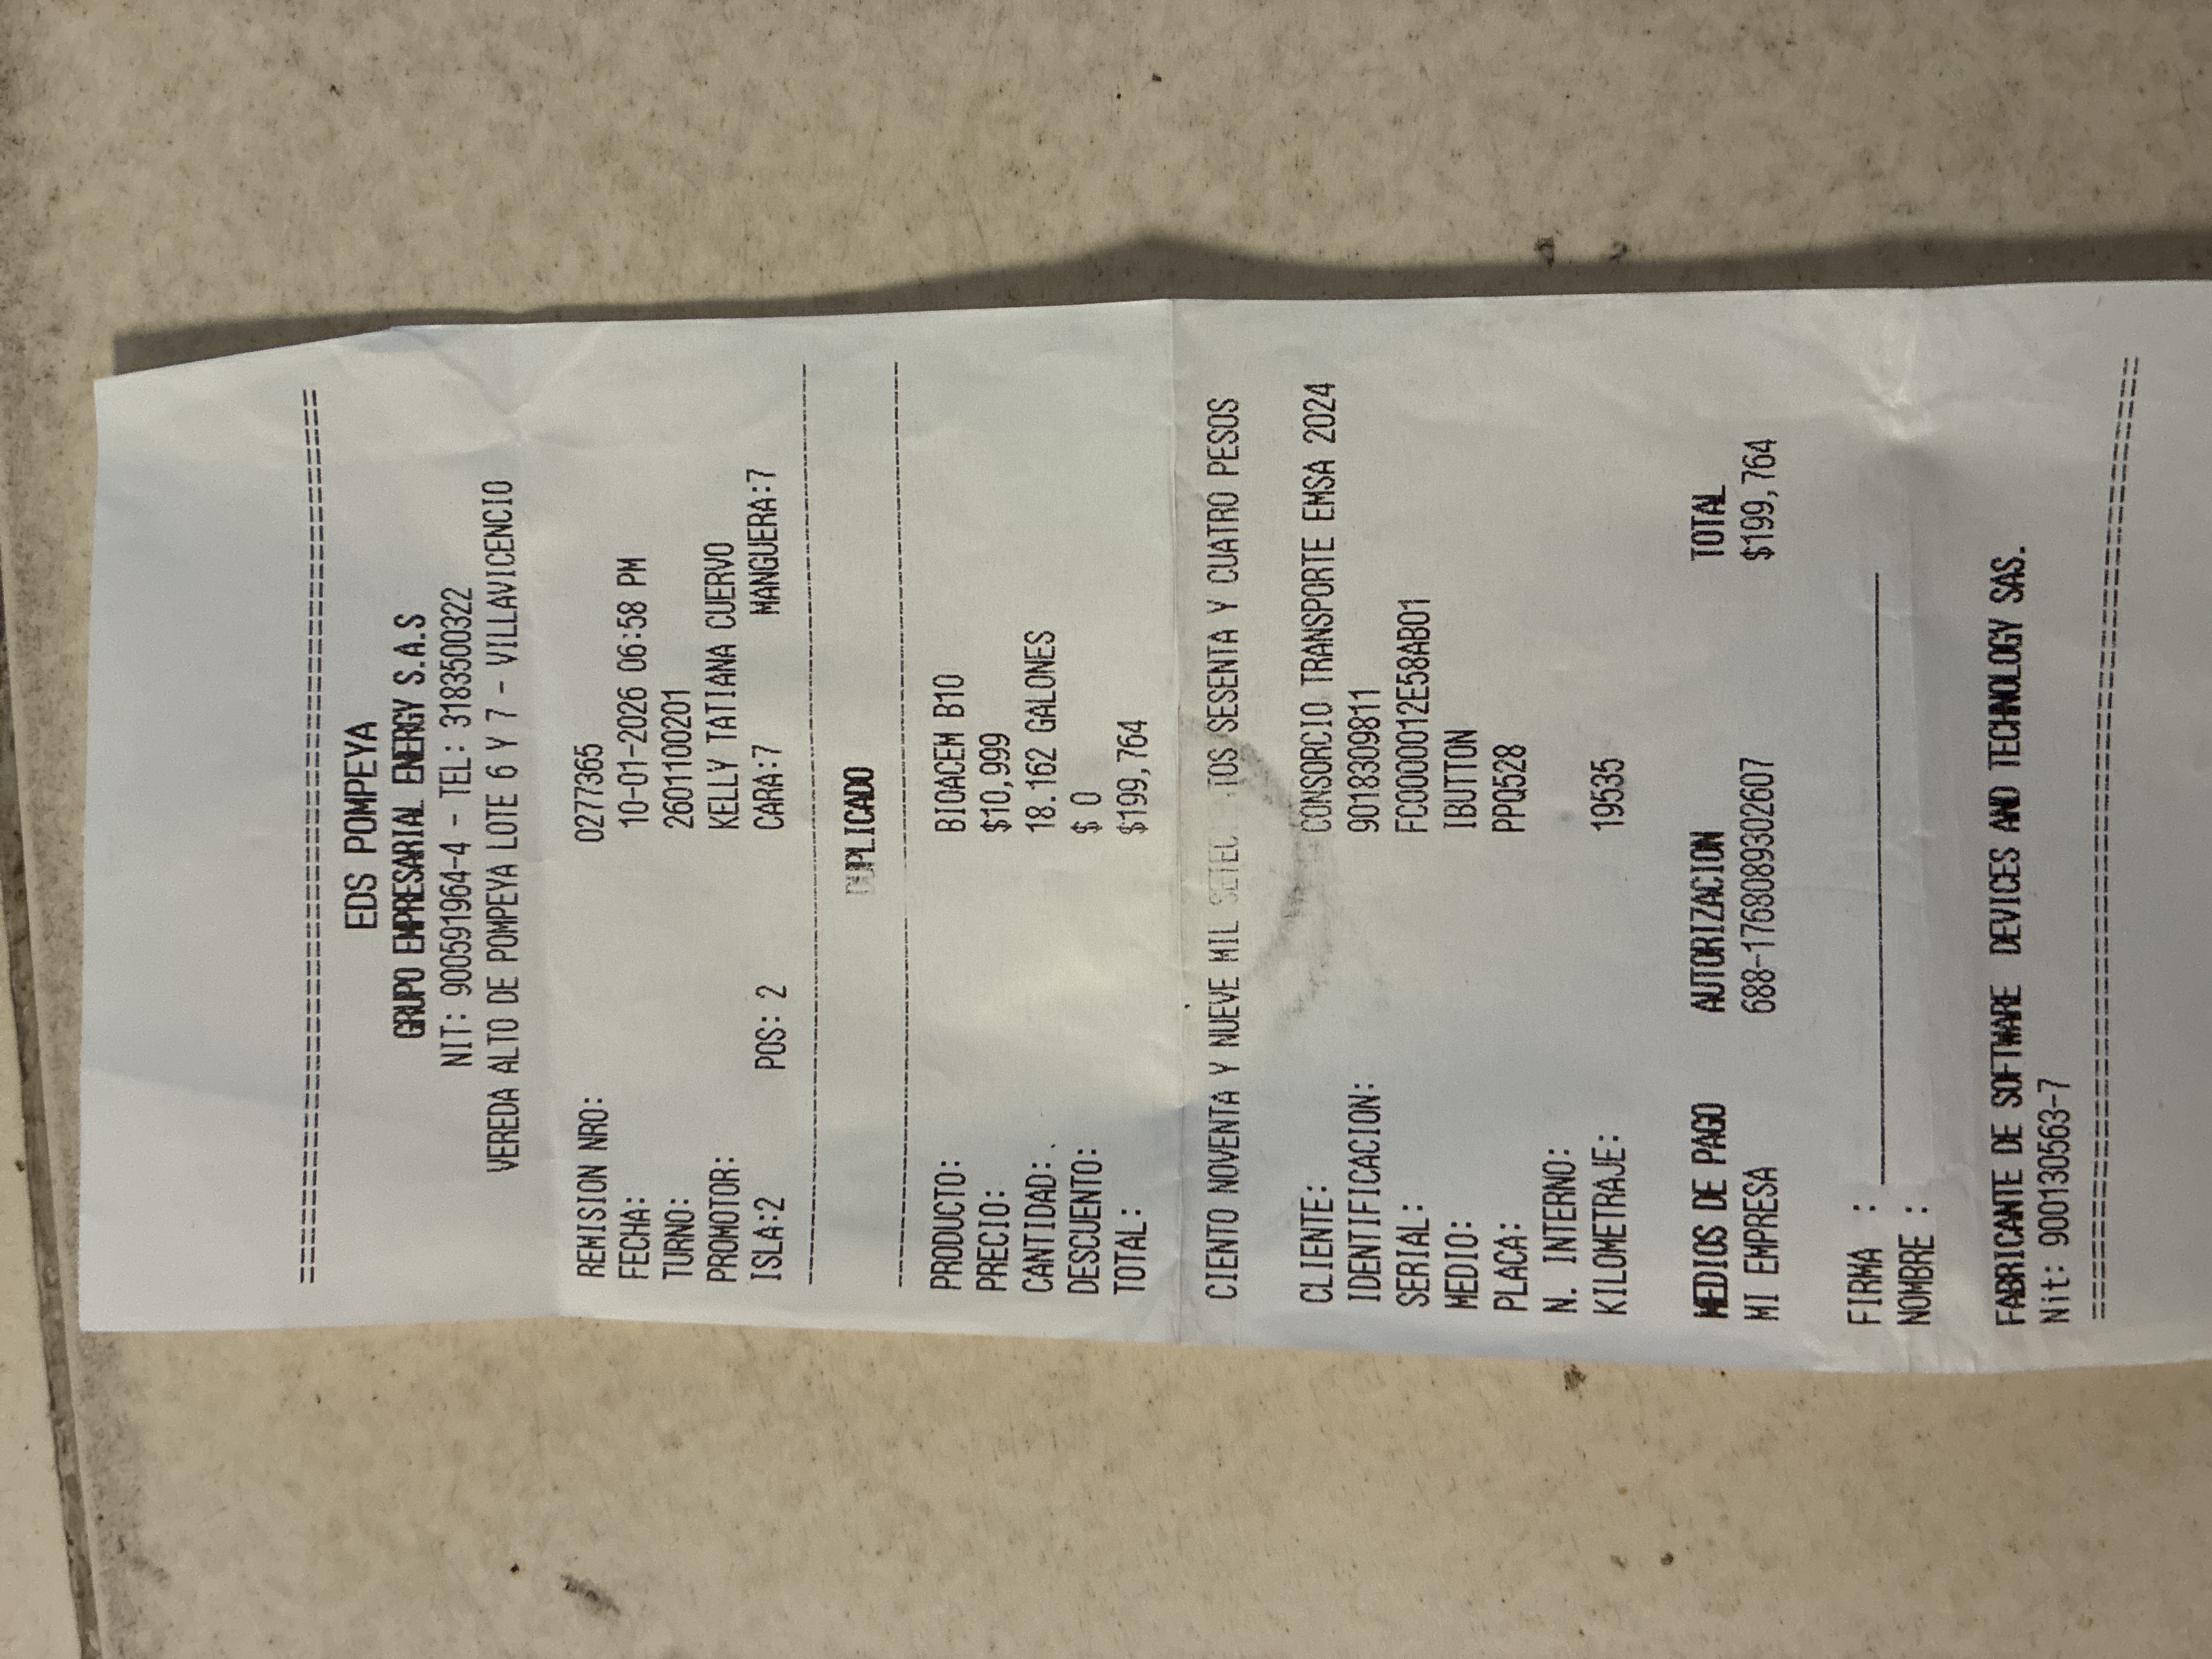 ==========================================
EDS POMPEYA
GRUPO EMPRESARIAL ENERGY S.A.S
NIT: 900591964-4 - TEL: 3183500322
VEREDA ALTO DE POMPEYA LOTE 6 Y 7 - VILLAVICENCIO
REMISION NRO: 0277365
FECHA: 10-01-2026 06:58 PM
TURNO: 2601100201
PROMOTOR: KELLY TATIANA CUERVO
ISLA:2 POS: 2 CARA:7 MANGUERA:7
------------------------------------------
DUPLICADO
------------------------------------------
PRODUCTO: BIOACEM B10
PRECIO: $10,999
CANTIDAD: 18.162 GALONES
DESCUENTO: $ 0
TOTAL: $199,764
CIENTO NOVENTA Y NUEVE MIL SESENTA Y CUATRO PESOS
CLIENTE: CONSORCIO TRANSPORTE EMSA 2024
IDENTIFICACION: 9018309811
SERIAL: FC0000012E58AB01
MEDIO: IBUTTON
PLACA: PPQ528
N. INTERNO:
KILOMETRAJE: 19535
MEDIOS DE PAGO AUTORIZACION TOTAL
MI EMPRESA 688-1768089302607 $199,764
FIRMA : ______________________________
NOMBRE :
FABRICANTE DE SOFTWARE DEVICES AND TECHNOLOGY SAS.
Nit: 900130563-7
==========================================